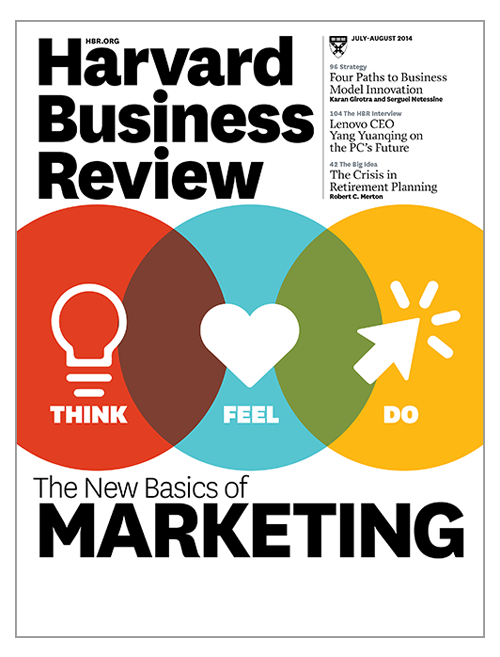 HBR.ORG
Harvard
Business
Review
JULY-AUGUST 2014
96 Strategy
Four Paths to Business
Model Innovation
Karan Girotra and Serguei Netessine
104 The HBR Interview
Lenovo CEO
Yang Yuanqing on
the PC's Future
42 The Big Idea
The Crisis in
Retirement Planning
Robert C. Merton
THINK
FEEL
DO
The New Basics of
MARKETING